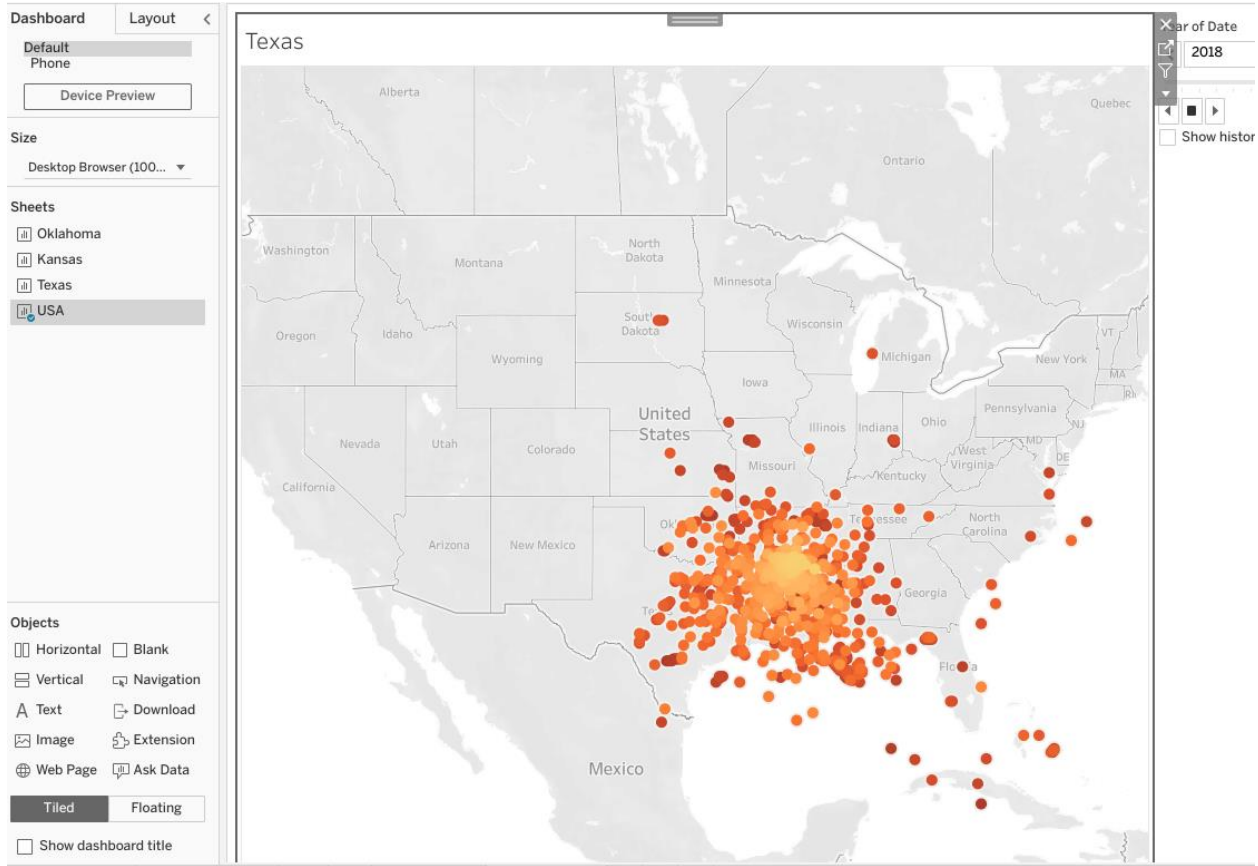 Dashboard Layout <
Default
Phone
Device Preview
Size
Desktop Browser (100...
Sheets
Oklahoma
Kansas
Texas
USA
Objects
Horizontal Blank
Vertical Navigation
A Text Download
Image Extension
Web Page Ask Data
Tiled Floating
Show dashboard title
Texas
Alberta
Quebec
Ontario
Washington
Montana
North
Dakota
Minnesota
Oregon
Idaho
South
Dakota
Wisconsin
Michigan
VT
Wyoming
New York
MA
Iowa
Pennsylvania
United
States
Nevada
Utah
Colorado
Illinois
Indiana
Ohio
NJ
MD
DE
West
Virginia
Missouri
Kentucky
California
Arizona
New Mexico
North
Carolina
Georgia
Mexico
of Date
2018
Show histor